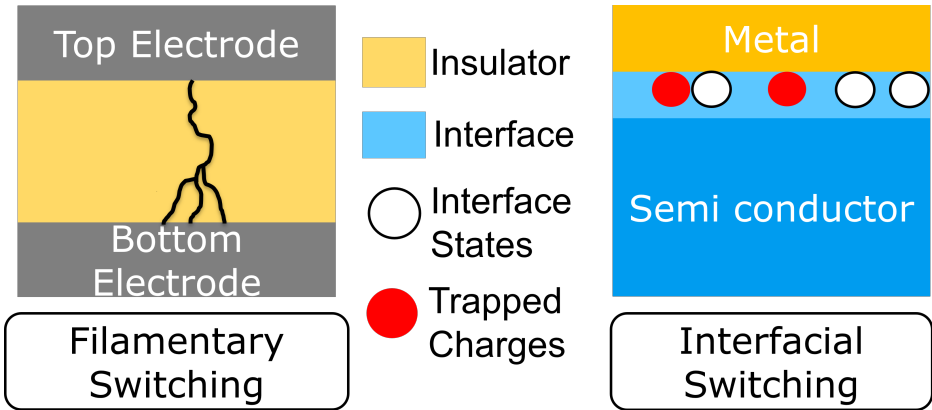 Top Electrode
Bottom
Electrode
Filamentary
Switching
Insulator
Interface
Interface
States
Trapped
Charges
Metal
Semi conductor
Interfacial
Switching